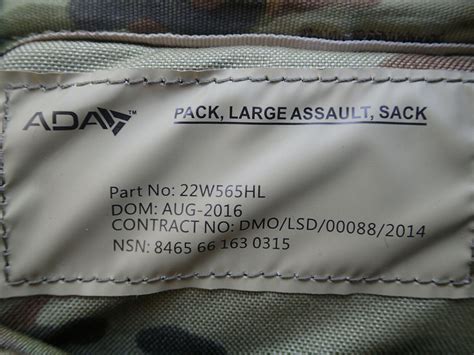 ADA TM
PACK, LARGE ASSAULT, SACK
Part No: 22W565HL
DOM: AUG-2016
CONTRACT NO: DMO/LSD/00088/2014
NSN: 8465 66 163 0315